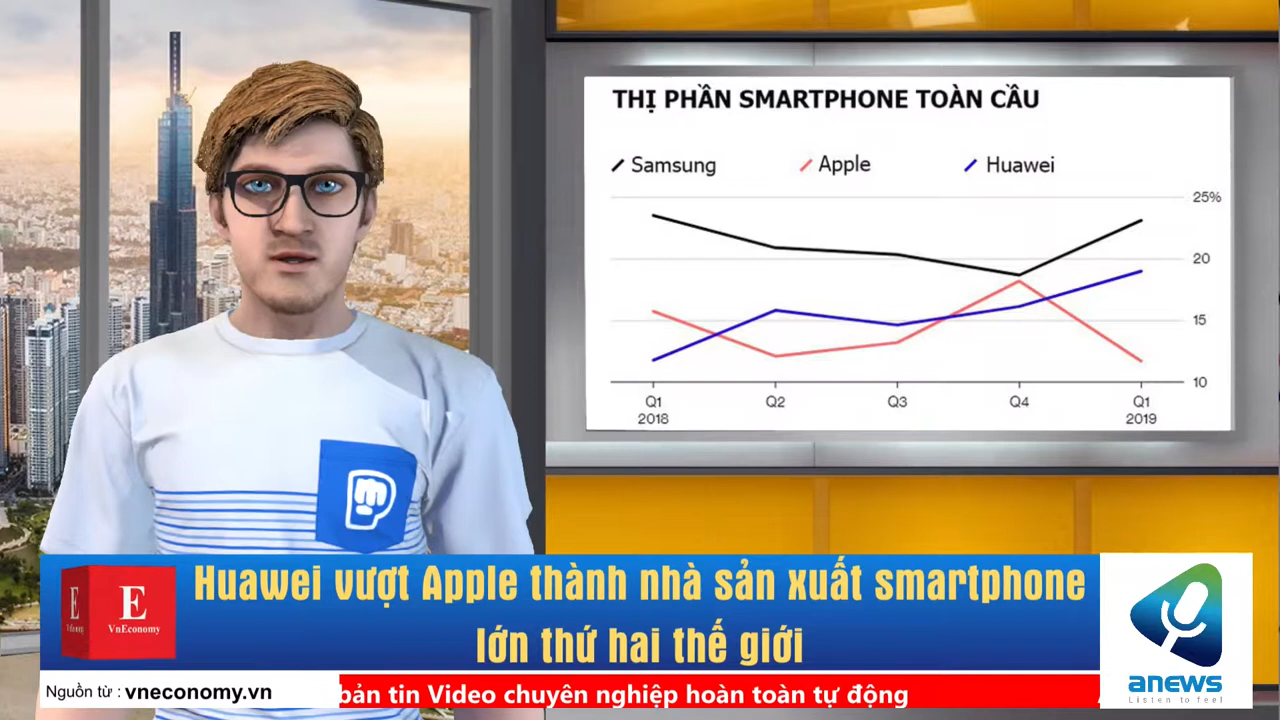 THỊ PHẦN SMARTPHONE TOÀN CẦU
Samsung Apple Huawei
25%
20
15
10
Q1 Q2 Q3 Q4 Q1
2018 2019
Huawei vượt Apple thành nhà sản xuất smartphone
lớn thứ hai thế giới
E E
VnEconomy
Nguồn từ : vneconomy.vn
bản tin Video chuyên nghiệp hoàn toàn tự động
anews
Listen to feel